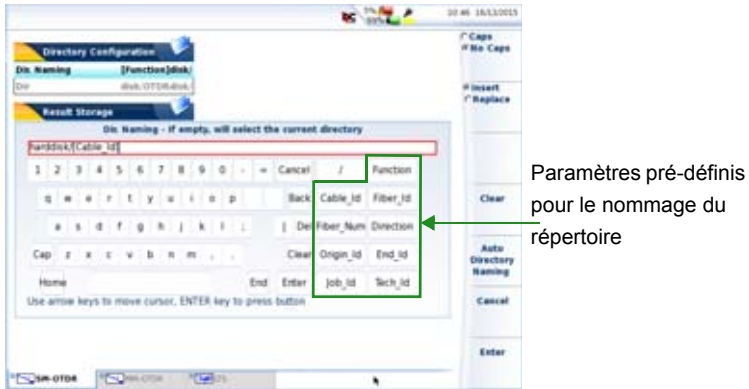 10:46 16/12/2015
Caps
No Caps
Directory Configuration
Dir. Naming [Function]disk/
Dir disk/OTDR
Insert
Replace
Result Storage
Dir. Naming - If empty, will select the current directory
harddisk/[Cable_Id]
1 2 3 4 5 6 7 8 9 0 - = Cancel / Function
q w e r t y u i o p Back Cable_Id Fiber_Id
a s d f g h j k l ; | Del Fiber_Num Direction
Cap z x c v b n m , . Clear Origin_Id End_Id
Home End Enter Job_Id Tech_Id
Use arrow keys to move cursor, ENTER key to press button
Clear
Auto
Directory
Naming
Cancel
Enter
SM-OTDR MM-OTDR LTS
Paramètres pré-définis
pour le nommage du
répertoire